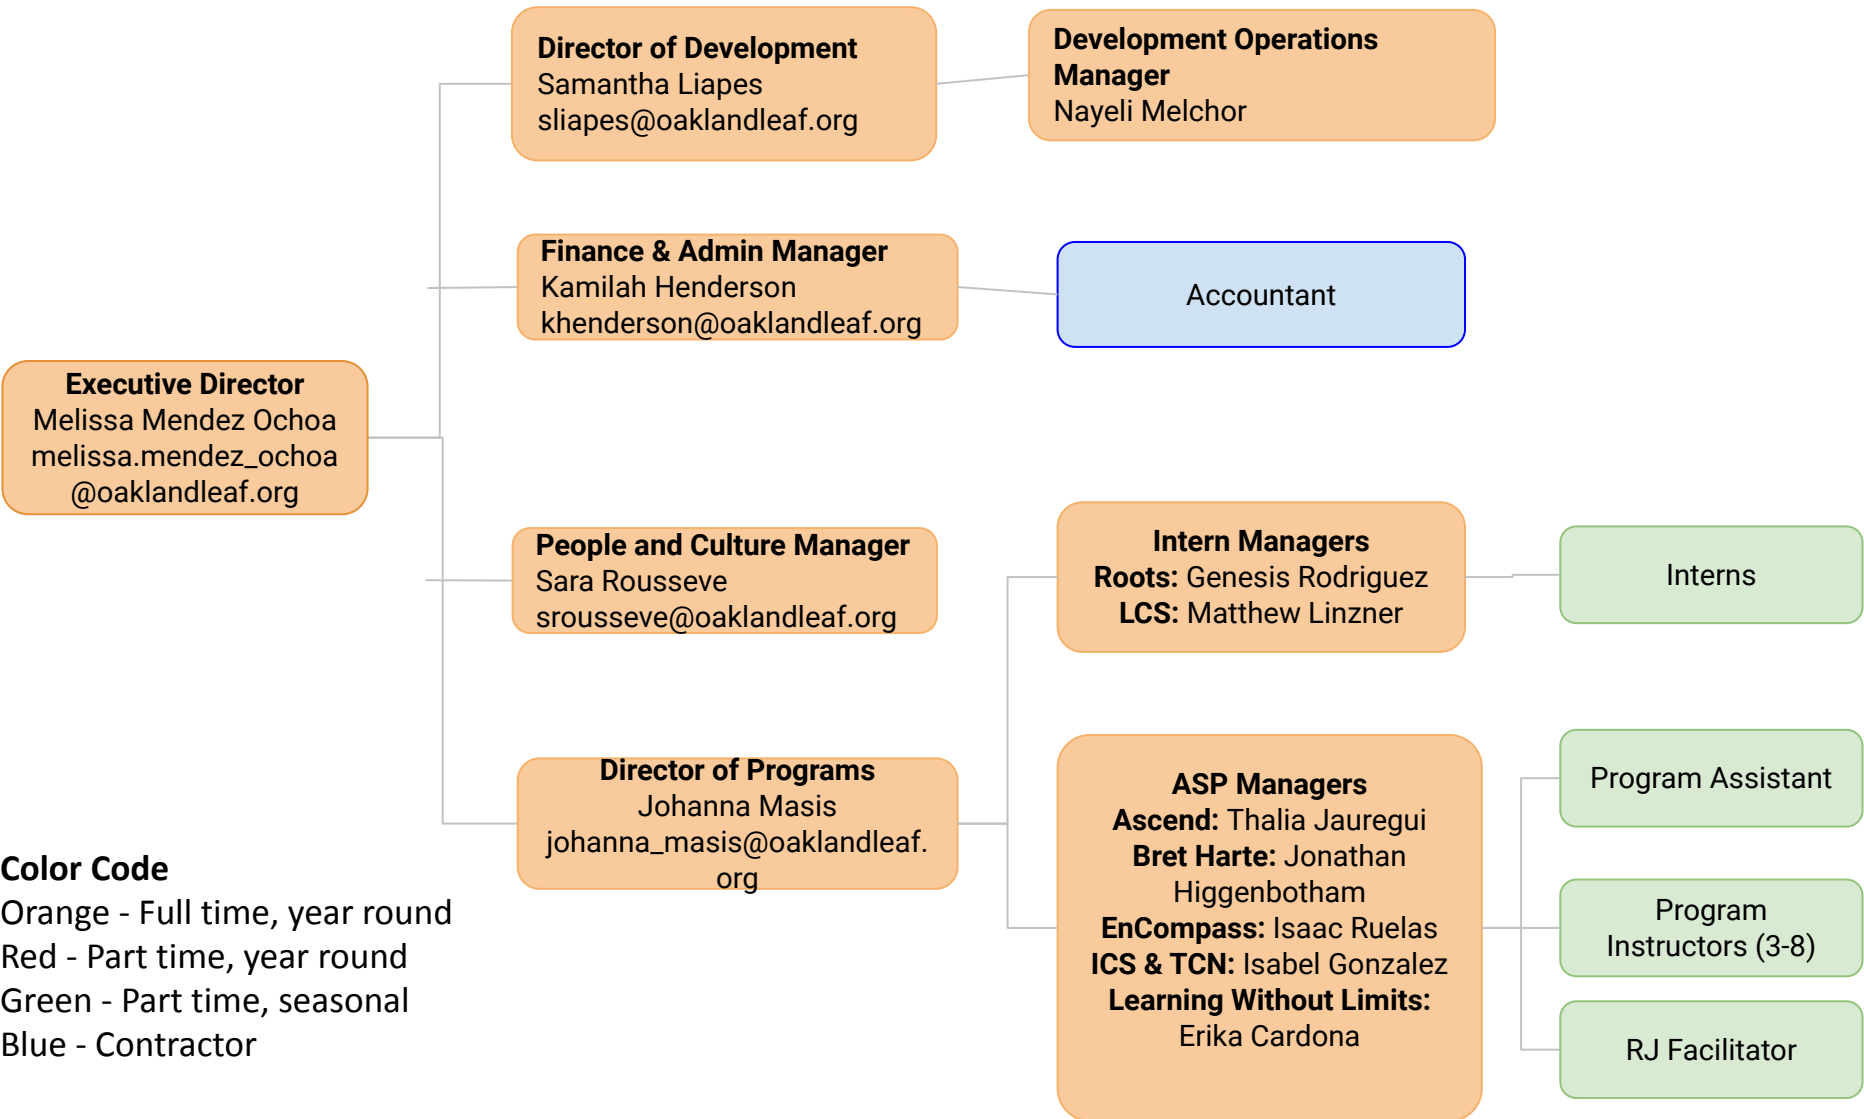 Director of Development
Samantha Liapes
sliapes@oaklandleaf.org
Development Operations
Manager
Nayeli Melchor
Finance & Admin Manager
Kamilah Henderson
khenderson@oaklandleaf.org
Accountant
Executive Director
Melissa Mendez Ochoa
melissa.mendez_ochoa
@oaklandleaf.org
People and Culture Manager
Sara Rousseve
srousseve@oaklandleaf.org
Intern Managers
Roots: Genesis Rodriguez
LCS: Matthew Linzner
Interns
Director of Programs
Johanna Masis
johanna_masis@oaklandleaf.
org
ASP Managers
Ascend: Thalia Jauregui
Bret Harte: Jonathan
Higgenbotham
EnCompass: Isaac Ruelas
ICS & TCN: Isabel Gonzalez
Learning Without Limits:
Erika Cardona
Program Assistant
Program
Instructors (3-8)
RJ Facilitator
Color Code
Orange - Full time, year round
Red - Part time, year round
Green - Part time, seasonal
Blue - Contractor